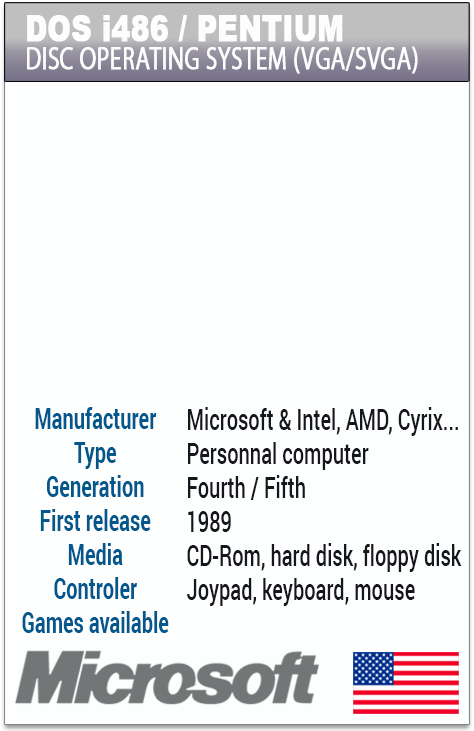 DOS i486 / PENTIUM
DISC OPERATING SYSTEM (VGA/SVGA)
Manufacturer Microsoft & Intel, AMD, Cyrix...
Type Personnal computer
Generation Fourth / Fifth
First release 1989
Media CD-Rom, hard disk, floppy disk
Controler Joypad, keyboard, mouse
Games available
Microsoft